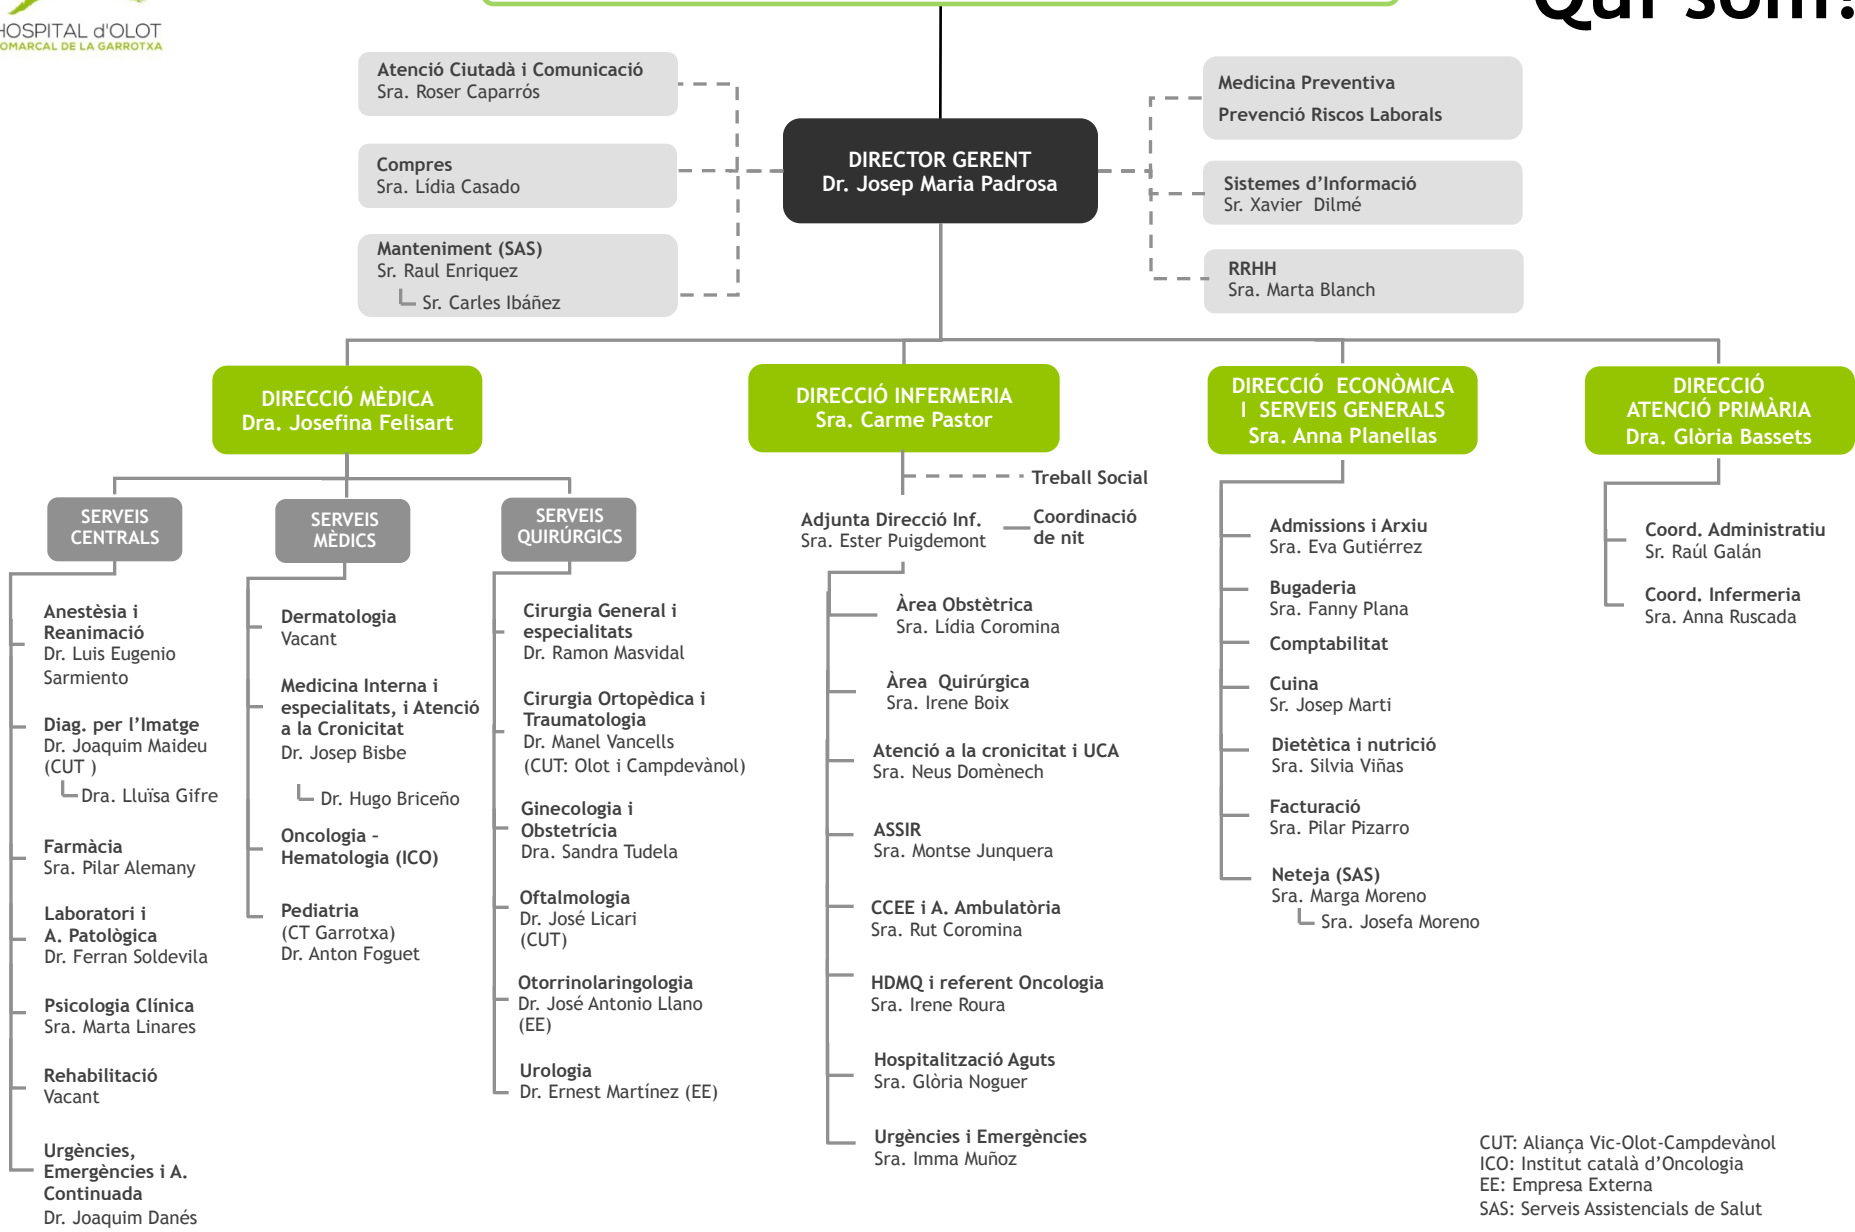 Qui som?
HOSPITAL d'OLOT
COMARCAL DE LA GARROTXA
Atenció Ciutadà i Comunicació
Sra. Roser Caparrós
Compres
Sra. Lídia Casado
Manteniment (SAS)
Sr. Raul Enriquez
Sr. Carles Ibáñez
DIRECTOR GERENT
Dr. Josep Maria Padrosa
Medicina Preventiva
Prevenció Riscos Laborals
Sistemes d’Informació
Sr. Xavier Dilmé
RRHH
Sra. Marta Blanch
DIRECCIÓ MÈDICA
Dra. Josefina Felisart
SERVEIS
CENTRALS
Anestèsia i
Reanimació
Dr. Luis Eugenio
Sarmiento
Diag. per l’Imatge
Dr. Joaquim Maideu
(CUT )
Dra. Lluïsa Gifre
Farmàcia
Sra. Pilar Alemany
Laboratori i
A. Patològica
Dr. Ferran Soldevila
Psicologia Clínica
Sra. Marta Linares
Rehabilitació
Vacant
Urgències,
Emergències i A.
Continuada
Dr. Joaquim Danés
SERVEIS
MÈDICS
Dermatologia
Vacant
Medicina Interna i
especialitats, i Atenció
a la Cronicitat
Dr. Josep Bisbe
Dr. Hugo Briceño
Oncologia –
Hematologia (ICO)
Pediatria
(CT Garrotxa)
Dr. Anton Foguet
SERVEIS
QUIRÚRGICS
Cirurgia General i
especialitats
Dr. Ramon Masvidal
Cirurgia Ortopèdica i
Traumatologia
Dr. Manel Vancells
(CUT: Olot i Campdevànol)
Ginecologia i
Obstetrícia
Dra. Sandra Tudela
Oftalmologia
Dr. José Licari
(CUT)
Otorrinolaringologia
Dr. José Antonio Llano
(EE)
Urologia
Dr. Ernest Martínez (EE)
DIRECCIÓ INFERMERIA
Sra. Carme Pastor
Treball Social
Adjunta Direcció Inf.
Sra. Ester Puigdemont
Coordinació
de nit
Àrea Obstètrica
Sra. Lídia Coromina
Àrea Quirúrgica
Sra. Irene Boix
Atenció a la cronicitat i UCA
Sra. Neus Domènech
ASSIR
Sra. Montse Junquera
CCEE i A. Ambulatòria
Sra. Rut Coromina
HDMQ i referent Oncologia
Sra. Irene Roura
Hospitalització Aguts
Sra. Glòria Noguer
Urgències i Emergències
Sra. Imma Muñoz
DIRECCIÓ ECONÒMICA
I SERVEIS GENERALS
Sra. Anna Planellas
Admissions i Arxiu
Sra. Eva Gutiérrez
Bugaderia
Sra. Fanny Plana
Comptabilitat
Cuina
Sr. Josep Marti
Dietètica i nutrició
Sra. Silvia Viñas
Facturació
Sra. Pilar Pizarro
Neteja (SAS)
Sra. Marga Moreno
Sra. Josefa Moreno
DIRECCIÓ
ATENCIÓ PRIMÀRIA
Dra. Glòria Bassets
Coord. Administratiu
Sr. Raúl Galán
Coord. Infermeria
Sra. Anna Ruscada
CUT: Aliança Vic-Olot-Campdevànol
ICO: Institut català d’Oncologia
EE: Empresa Externa
SAS: Serveis Assistencials de Salut